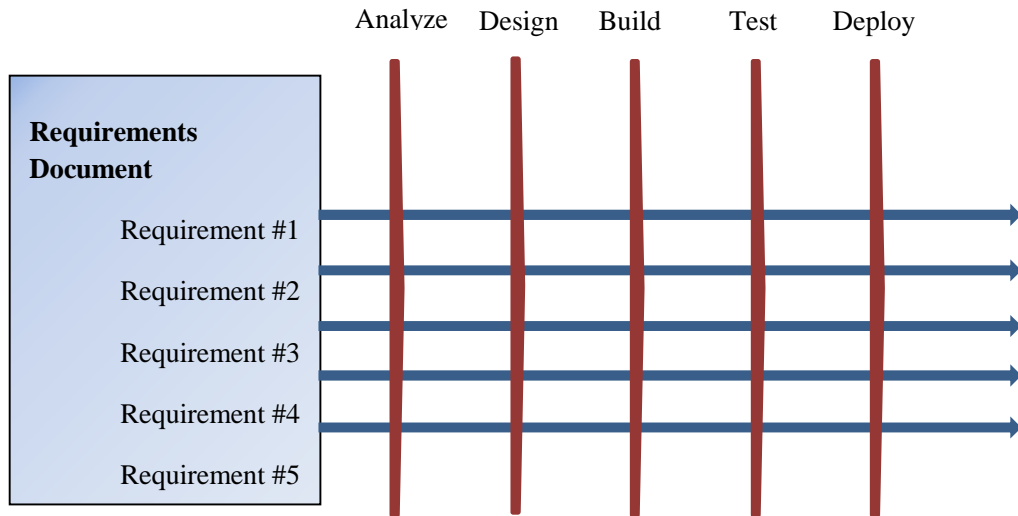 Analyze Design Build Test Deploy
Requirements
Document
Requirement #1
Requirement #2
Requirement #3
Requirement #4
Requirement #5